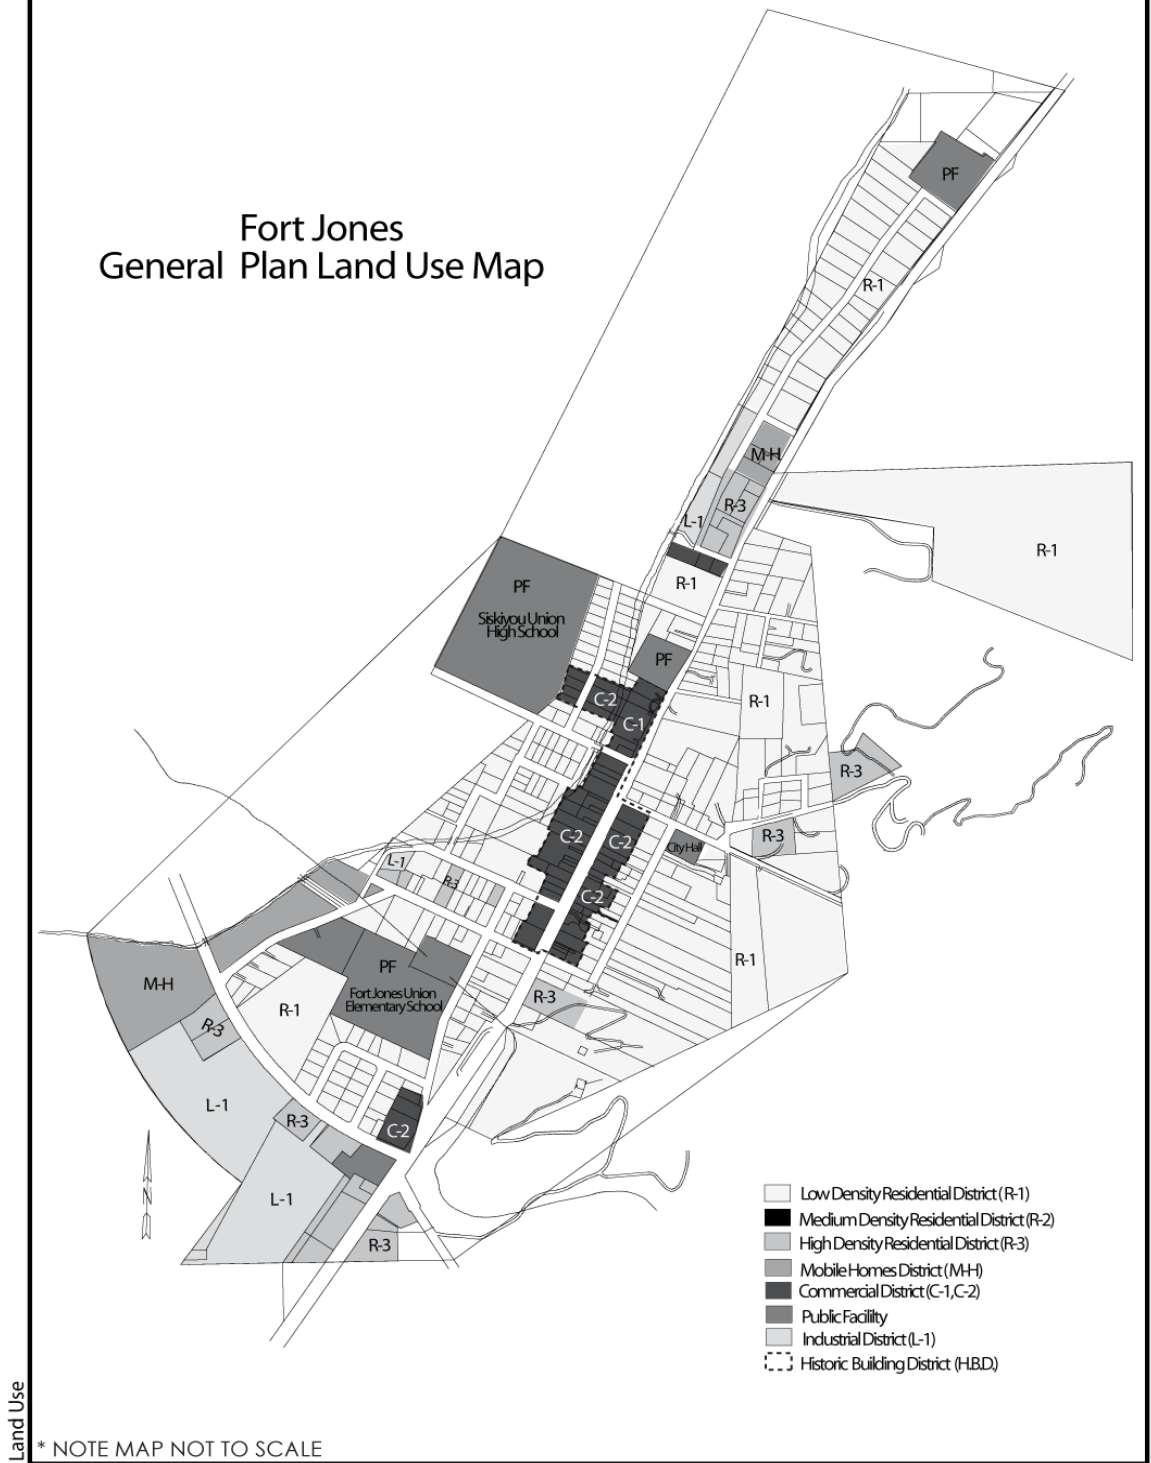 Fort Jones
General Plan Land Use Map
PF
R-1
M-H
R-3
L-1
R-1
R-1
PF
Siskiyou Union
High School
PF
C-2
C-1
R-1
R-3
C-2
C-2
City Hall
R-3
L-1
R-3
C-2
R-1
PF
Fort Jones Union
Elementary School
M-H
R-3
R-1
R-3
L-1
R-3
C-2
L-1
R-3
N
Low Density Residential District (R-1)
Medium Density Residential District (R-2)
High Density Residential District (R-3)
Mobile Homes District (M-H)
Commercial District (C-1,C-2)
Public Facililty
Industrial District (L-1)
Historic Building District (H.B.D.)
Land Use
* NOTE MAP NOT TO SCALE